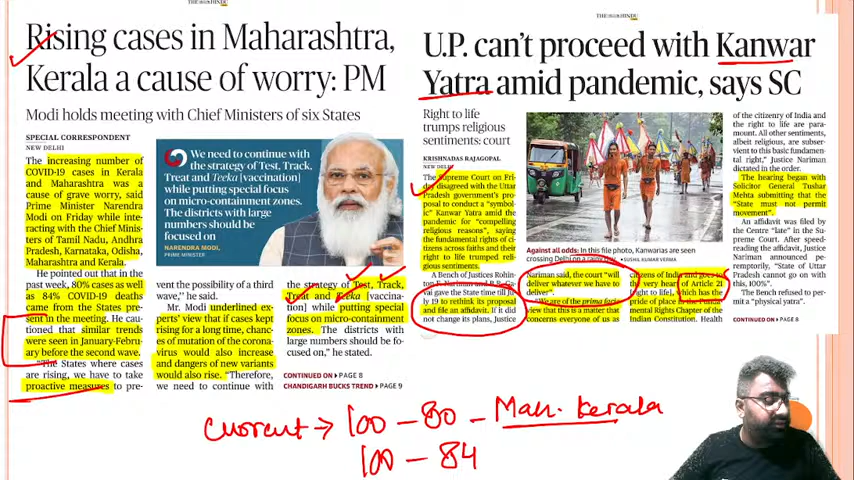 THE HINDU
Rising cases in Maharashtra,
Kerala a cause of worry: PM
Modi holds meeting with Chief Ministers of six States
SPECIAL CORRESPONDENT
NEW DELHI
The increasing number of
COVID-19 cases in Kerala
and Maharashtra was a
cause of grave worry, said
Prime Minister Narendra
Modi on Friday while inte-
racting with the Chief Minis-
ters of Tamil Nadu, Andhra
Pradesh, Karnataka, Odisha,
Maharashtra and Kerala.
He pointed out that in the
past week, 80% cases as well
as 84% COVID-19 deaths
came from the States pre-
sent in the meeting. He cau-
tioned that similar trends
were seen in January-Febru-
ary before the second wave.
"The States where cases
are rising, we have to take
proactive measures to pre-
We need to continue with
the strategy of Test, Track,
Treat and Teeka [vaccination]
while putting special focus
on micro-containment zones.
The districts with large
numbers should be
focused on
NARENDRA MODI,
PRIME MINISTER
vent the possibility of a third
wave," he said.
Mr. Modi underlined ex-
perts' view that if cases kept
rising for a long time, chanc-
es of mutation of the corona-
virus would also increase
and dangers of new variants
would also rise. "Therefore,
we need to continue with
the strategy of Test, Track,
Treat and Teeka [vaccina-
tion] while putting special
focus on micro-containment
zones. The districts with
large numbers should be fo-
cused on," he stated.
CONTINUED ON ▸ PAGE 8
CHANDIGARH BUCKS TREND ▸ PAGE 9
THE HINDU
U.P. can't proceed with Kanwar
Yatra amid pandemic, says SC
Right to life
trumps religious
sentiments: court
KRISHNADAS RAJAGOPAL
NEW DELHI
The Supreme Court on Fri-
day disagreed with the Uttar
Pradesh government's pro-
posal to conduct a "symbo-
lic" Kanwar Yatra amid the
pandemic for "compelling
religious reasons", saying
the fundamental rights of ci-
tizens across faiths and their
right to life trumped religi-
ous sentiments.
A Bench of Justices Rohin-
ton F. Nariman and B.R. Ga-
vai gave the State time till Ju-
ly 19 to rethink its proposal
and file an affidavit. If it did
not change its plans, Justice
Against all odds: In this file photo, Kanwarias are seen
crossing Delhi on a rainy day. ▪ SUSHIL KUMAR VERMA
Nariman said, the court "will
deliver whatever we have to
deliver".
"We are of the prima facie
view that this is a matter that
concerns everyone of us as
citizens of India and goes to
the very heart of Article 21
(right to life), which has the
pride of place in the Funda-
mental Rights Chapter of the
Indian Constitution. Health
of the citizenry of India and
the right to life are para-
mount. All other sentiments,
albeit religious, are subser-
vient to this basic fundamen-
tal right," Justice Nariman
dictated in the order.
The hearing began with
Solicitor General Tushar
Mehta submitting that the
"State must not permit
movement".
An affidavit was filed by
the Centre "late" in the Su-
preme Court. After speed-
reading the affidavit, Justice
Nariman announced pe-
remptorily, "State of Uttar
Pradesh cannot go on with
this, 100%".
The Bench refused to per-
mit a "physical yatra".
CONTINUED ON ▸ PAGE 8
Current → 100 – 80 – Mah. Kerala
100 – 84